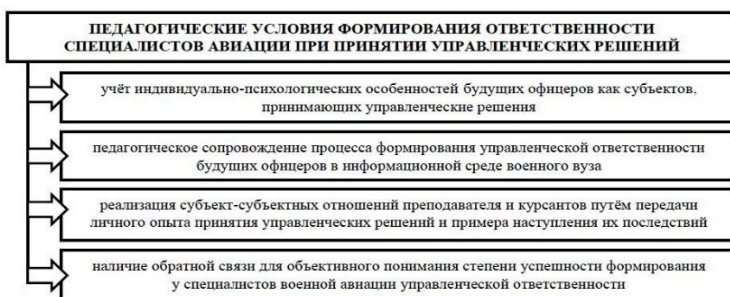 ПЕДАГОГИЧЕСКИЕ УСЛОВИЯ ФОРМИРОВАНИЯ ОТВЕТСТВЕННОСТИ
СПЕЦИАЛИСТОВ АВИАЦИИ ПРИ ПРИНЯТИИ УПРАВЛЕНЧЕСКИХ РЕШЕНИЙ
учёт индивидуально-психологических особенностей будущих офицеров как субъектов,
принимающих управленческие решения
педагогическое сопровождение процесса формирования управленческой ответственности
будущих офицеров в информационной среде военного вуза
реализация субъект-субъектных отношений преподавателя и курсантов путём передачи
личного опыта принятия управленческих решений и примера наступления их последствий
наличие обратной связи для объективного понимания степени успешности формирования
у специалистов военной авиации управленческой ответственности